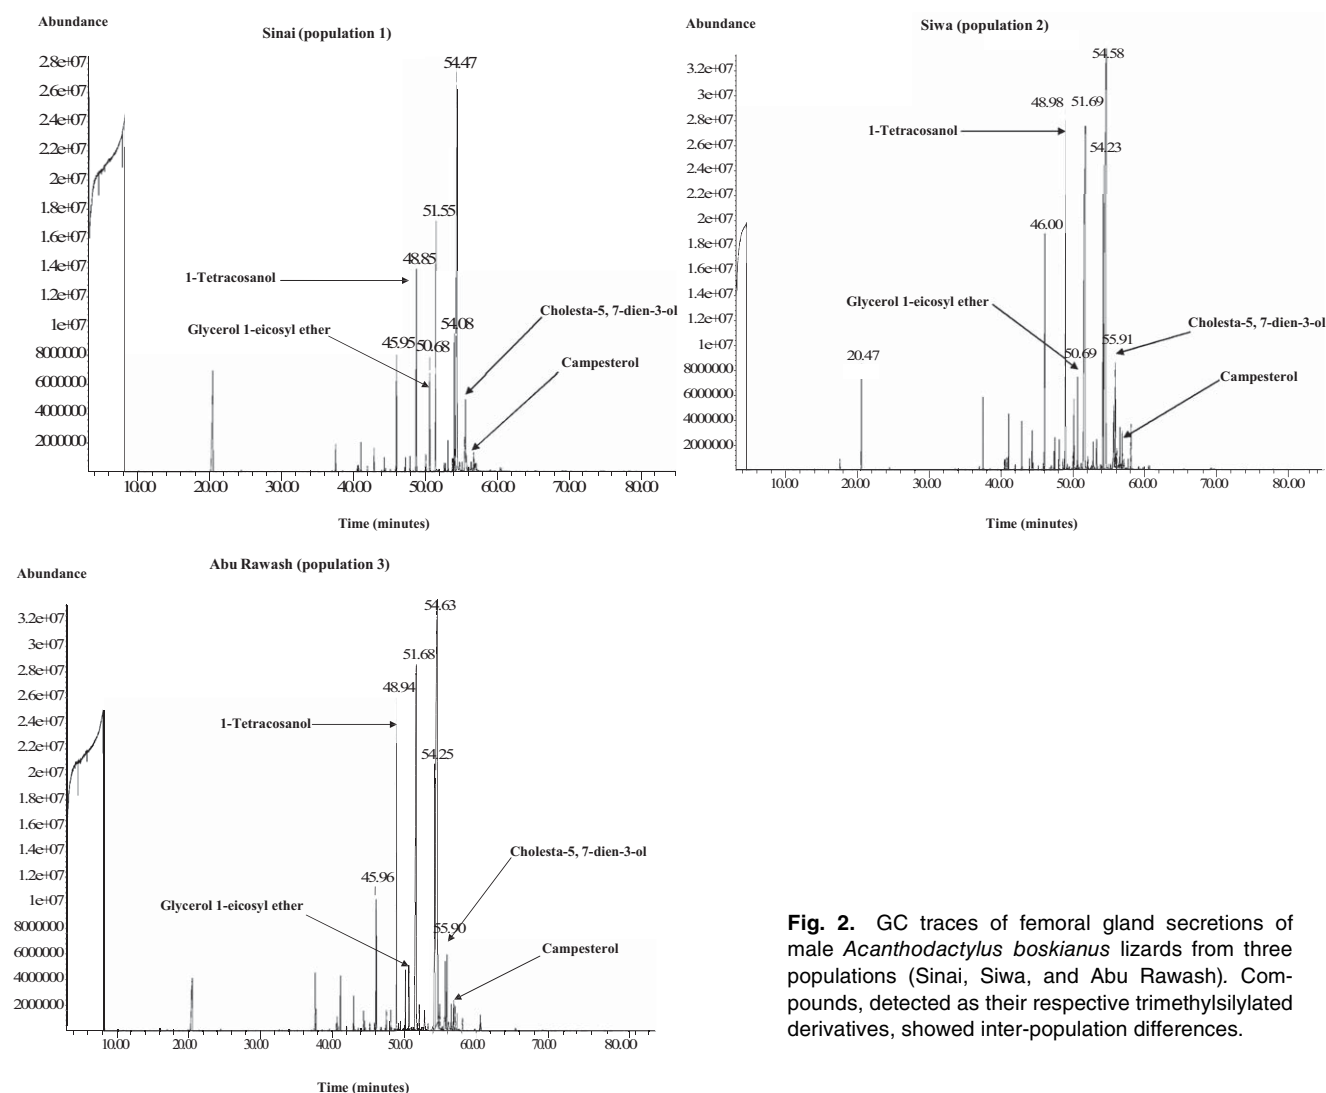 Abundance
Sinai (population 1)
2.8e+07
2.6e+07
2.4e+07
2.2e+07
2e+07
1.8e+07
1.6e+07
1.4e+07
1.2e+07
1e+07
8000000
6000000
4000000
2000000
54.47
51.55
48.85
1-Tetracosanol
Glycerol 1-eicosyl ether
54.08
45.95
50.68
Cholesta-5, 7-dien-3-ol
Campesterol
10.00 20.00 30.00 40.00 50.00 60.00 70.00 80.00
Time (minutes)
Abundance
Siwa (population 2)
3.2e+07
3e+07
2.8e+07
2.6e+07
2.4e+07
2.2e+07
2e+07
1.8e+07
1.6e+07
1.4e+07
1.2e+07
1e+07
8000000
6000000
4000000
2000000
54.58
48.98
51.69
1-Tetracosanol
54.23
46.00
Glycerol 1-eicosyl ether
Cholesta-5, 7-dien-3-ol
55.91
20.47
50.69
Campesterol
10.00 20.00 30.00 40.00 50.00 60.00 70.00 80.00
Time (minutes)
Abundance
Abu Rawash (population 3)
3.2e+07
3e+07
2.8e+07
2.6e+07
2.4e+07
2.2e+07
2e+07
1.8e+07
1.6e+07
1.4e+07
1.2e+07
1e+07
8000000
6000000
4000000
2000000
54.63
51.68
48.94
1-Tetracosanol
54.25
Cholesta-5, 7-dien-3-ol
45.96
Glycerol 1-eicosyl ether
55.90
Campesterol
10.00 20.00 30.00 40.00 50.00 60.00 70.00 80.00
Time (minutes)
Fig. 2. GC traces of femoral gland secretions of
male Acanthodactylus boskianus lizards from three
populations (Sinai, Siwa, and Abu Rawash). Com-
pounds, detected as their respective trimethylsilylated
derivatives, showed inter-population differences.